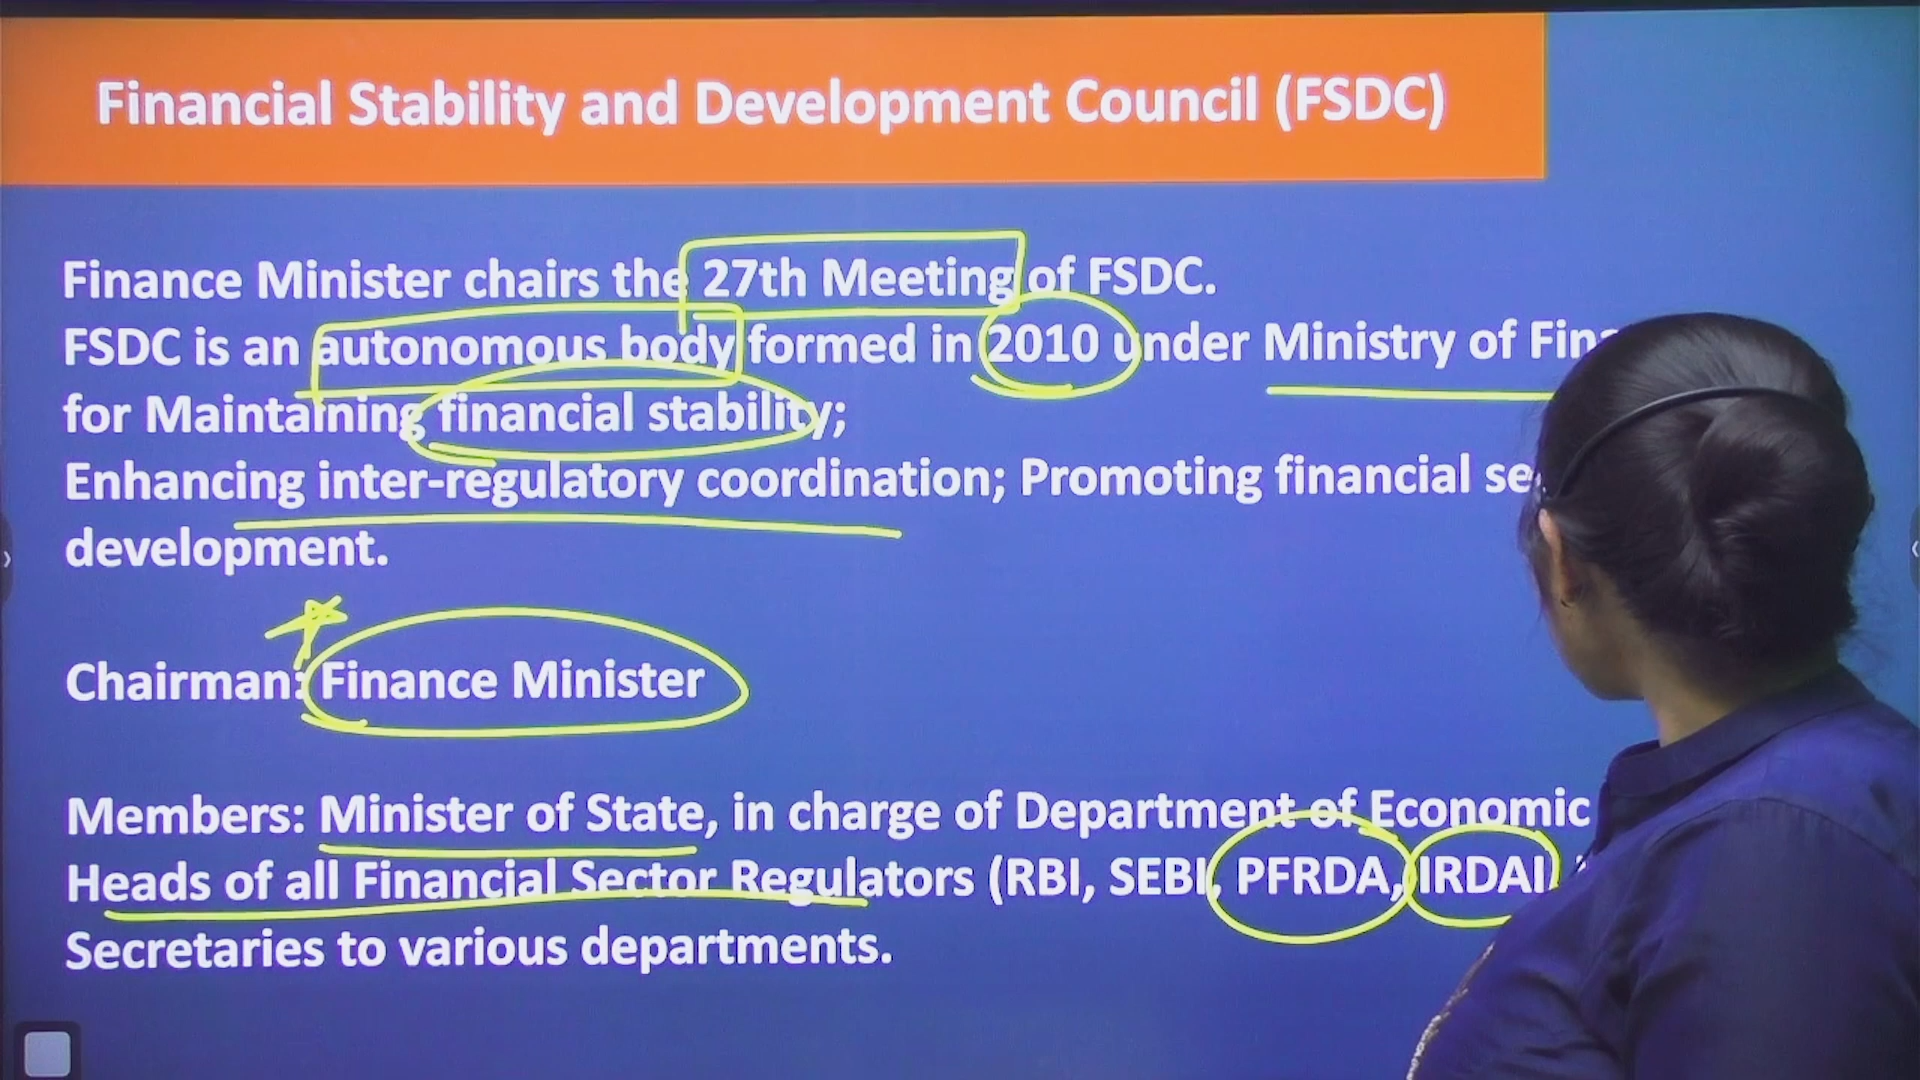 Financial Stability and Development Council (FSDC)
Finance Minister chairs the 27th Meeting of FSDC.
FSDC is an autonomous body formed in 2010 under Ministry of
for Maintaining financial stability;
Enhancing inter-regulatory coordination; Promoting financial
development.
Chairman: Finance Minister
Members: Minister of State, in charge of Department of Economic
Heads of all Financial Sector Regulators (RBI, SEBI, PFRDA, IRDAI)
Secretaries to various departments.